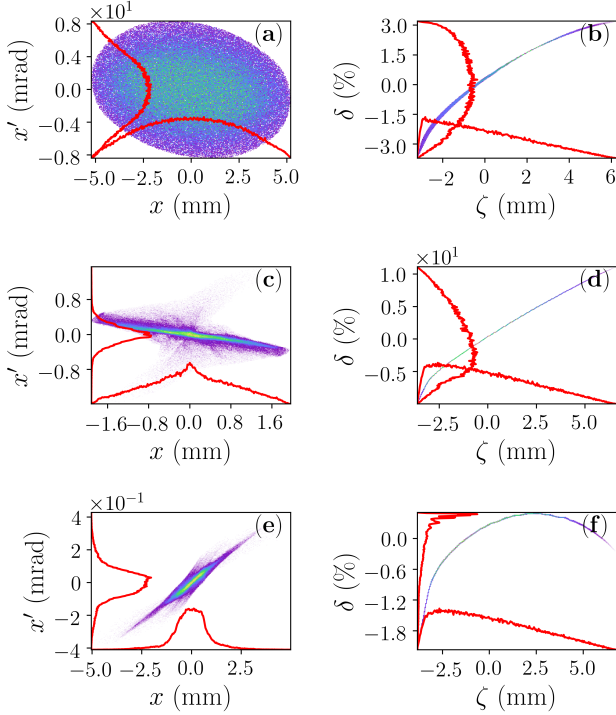 ×10¹
0.8
0.4
0.0
−0.4
−0.8
x′ (mrad)
(a)
−5.0 −2.5 0.0 2.5 5.0
x (mm)
3.0
1.5
0.0
−1.5
−3.0
δ (%)
(b)
−2 0 2 4 6
ζ (mm)
0.8
0.0
−0.8
x′ (mrad)
(c)
−1.6 −0.8 0.0 0.8 1.6
x (mm)
×10¹
1.0
0.5
0.0
−0.5
δ (%)
(d)
−2.5 0.0 2.5 5.0
ζ (mm)
×10⁻¹
4
2
0
−2
−4
x′ (mrad)
(e)
−5.0 −2.5 0.0 2.5
x (mm)
0.0
−0.6
−1.2
−1.8
δ (%)
(f)
−2.5 0.0 2.5 5.0
ζ (mm)